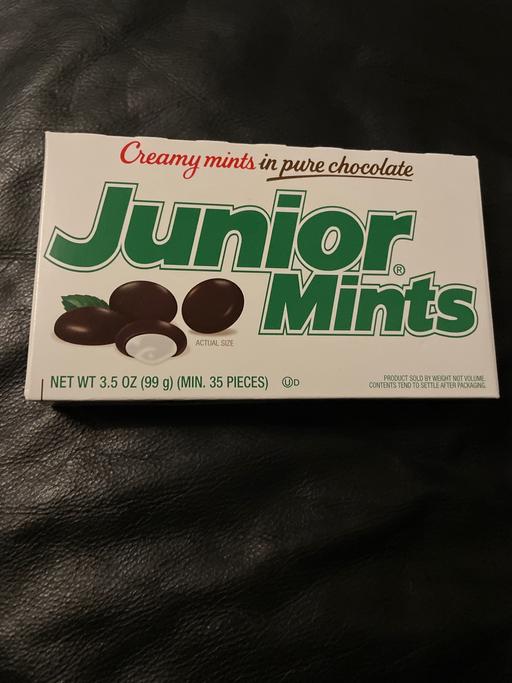 Creamy mints in pure chocolate
Junior®
Mints
ACTUAL SIZE
NET WT 3.5 OZ (99 g) (MIN. 35 PIECES) Ⓤ D
PRODUCT SOLD BY WEIGHT NOT VOLUME.
CONTENTS TEND TO SETTLE AFTER PACKAGING.